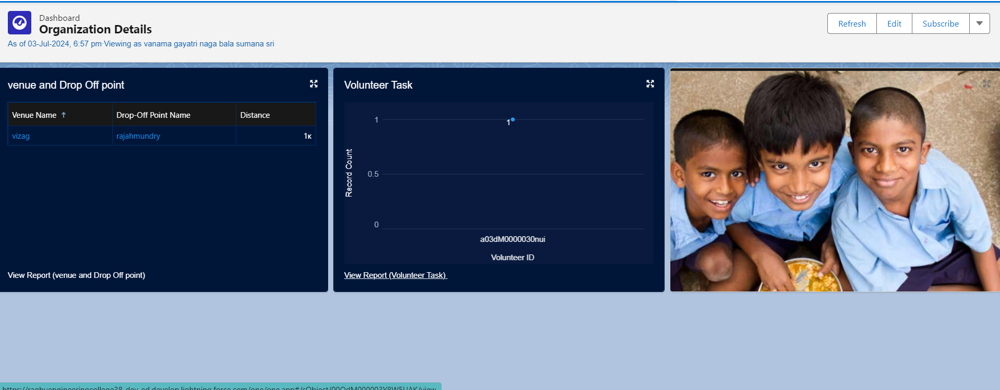 Dashboard
Organization Details
As of 03-Jul-2024, 6:57 pm·Viewing as vanama gayatri naga bala sumana sri
Refresh
Edit
Subscribe
venue and Drop Off point
Venue Name ↑
Drop-Off Point Name
Distance
vizag
rajahmundry
1K
View Report (venue and Drop Off point)
Volunteer Task
1
1
0.5
0
Record Count
a03dM0000030nui
Volunteer ID
View Report (Volunteer Task)